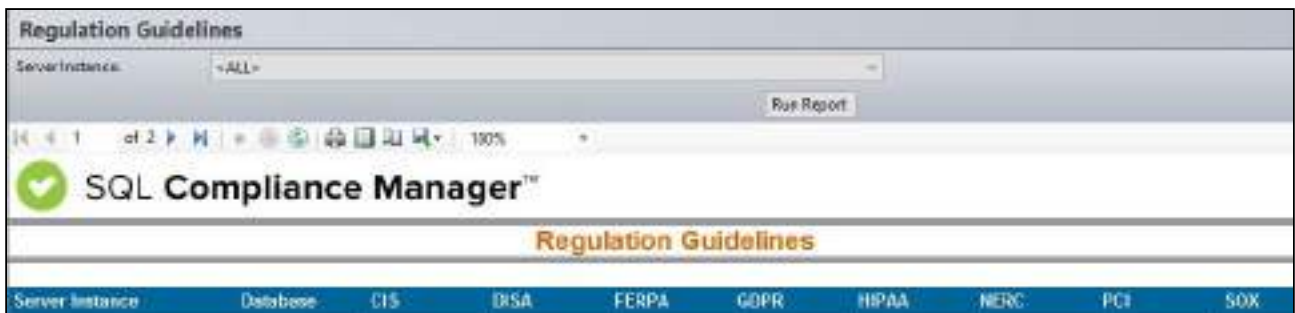 Regulation Guidelines
Server Instance <ALL>
Run Report
1 of 2 100%
SQL Compliance Manager™
Regulation Guidelines
Server Instance Database CIS DISA FERPA GDPR HIPAA NERC PCI SOX